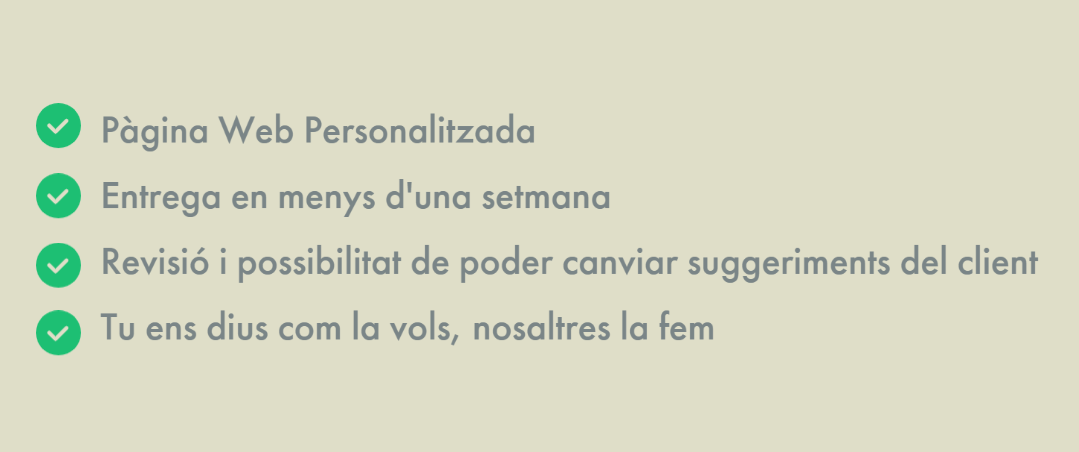 Pàgina Web Personalitzada
Entrega en menys d'una setmana
Revisió i possibilitat de poder canviar suggeriments del client
Tu ens dius com la vols, nosaltres la fem